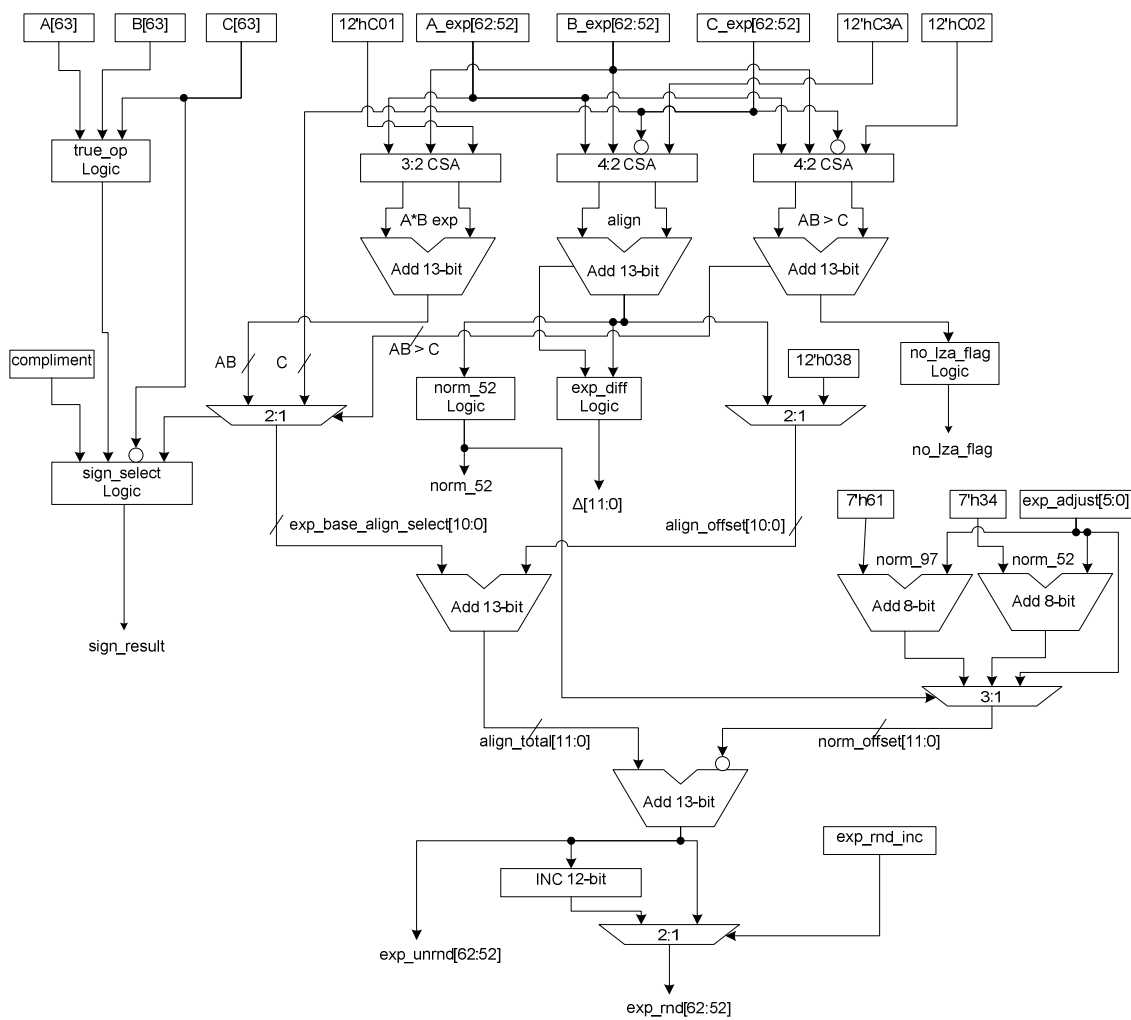 A[63]
B[63]
C[63]
12'hC01
A_exp[62:52]
B_exp[62:52]
C_exp[62:52]
12'hC3A
12'hC02
true_op
Logic
3:2 CSA
4:2 CSA
4:2 CSA
A*B exp
align
AB > C
Add 13-bit
Add 13-bit
Add 13-bit
compliment
AB
C
AB > C
12'h038
no_lza_flag
Logic
norm_52
Logic
exp_diff
Logic
2:1
2:1
no_lza_flag
sign_select
Logic
norm_52
Δ[11:0]
7'h61
7'h34
exp_adjust[5:0]
exp_base_align_select[10:0]
align_offset[10:0]
norm_97
norm_52
Add 13-bit
Add 8-bit
Add 8-bit
sign_result
3:1
align_total[11:0]
norm_offset[11:0]
Add 13-bit
exp_rnd_inc
INC 12-bit
2:1
exp_unrnd[62:52]
exp_rnd[62:52]